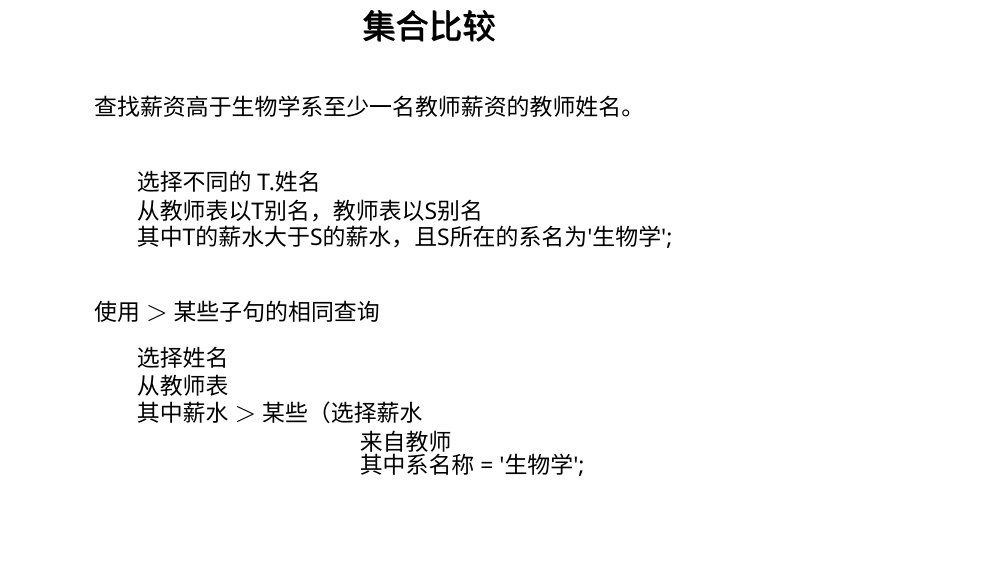 集合比较
查找薪资高于生物学系至少一名教师薪资的教师姓名。
选择不同的 T.姓名
从教师表以T别名，教师表以S别名
其中T的薪水大于S的薪水，且S所在的系名为'生物学';
使用 > 某些子句的相同查询
选择姓名
从教师表
其中薪水 > 某些（选择薪水
来自教师
其中系名称 = '生物学';